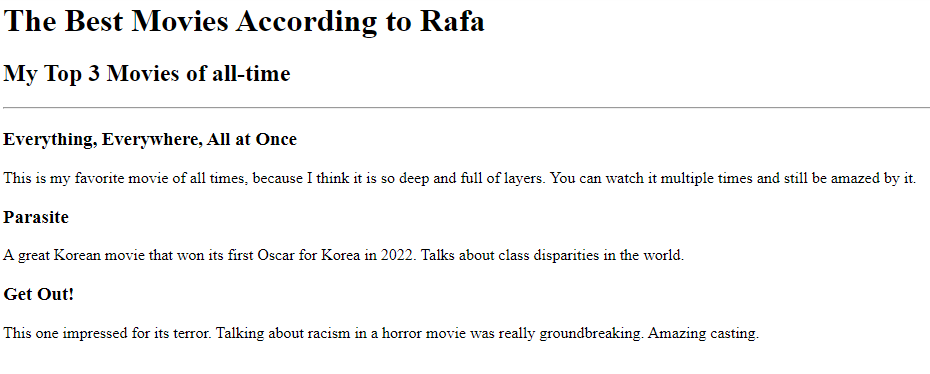 The Best Movies According to Rafa
My Top 3 Movies of all-time
Everything, Everywhere, All at Once
This is my favorite movie of all times, because I think it is so deep and full of layers. You can watch it multiple times and still be amazed by it.
Parasite
A great Korean movie that won its first Oscar for Korea in 2022. Talks about class disparities in the world.
Get Out!
This one impressed for its terror. Talking about racism in a horror movie was really groundbreaking. Amazing casting.